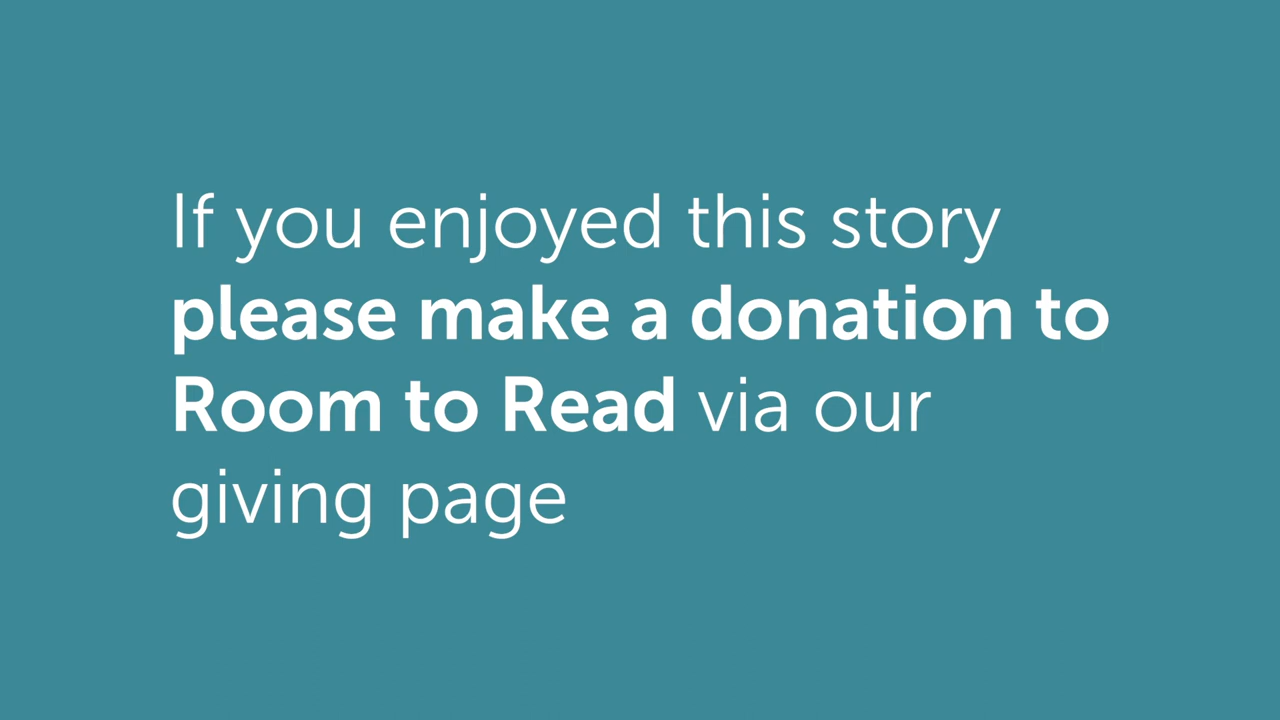 If you enjoyed this story
please make a donation to
Room to Read via our
giving page